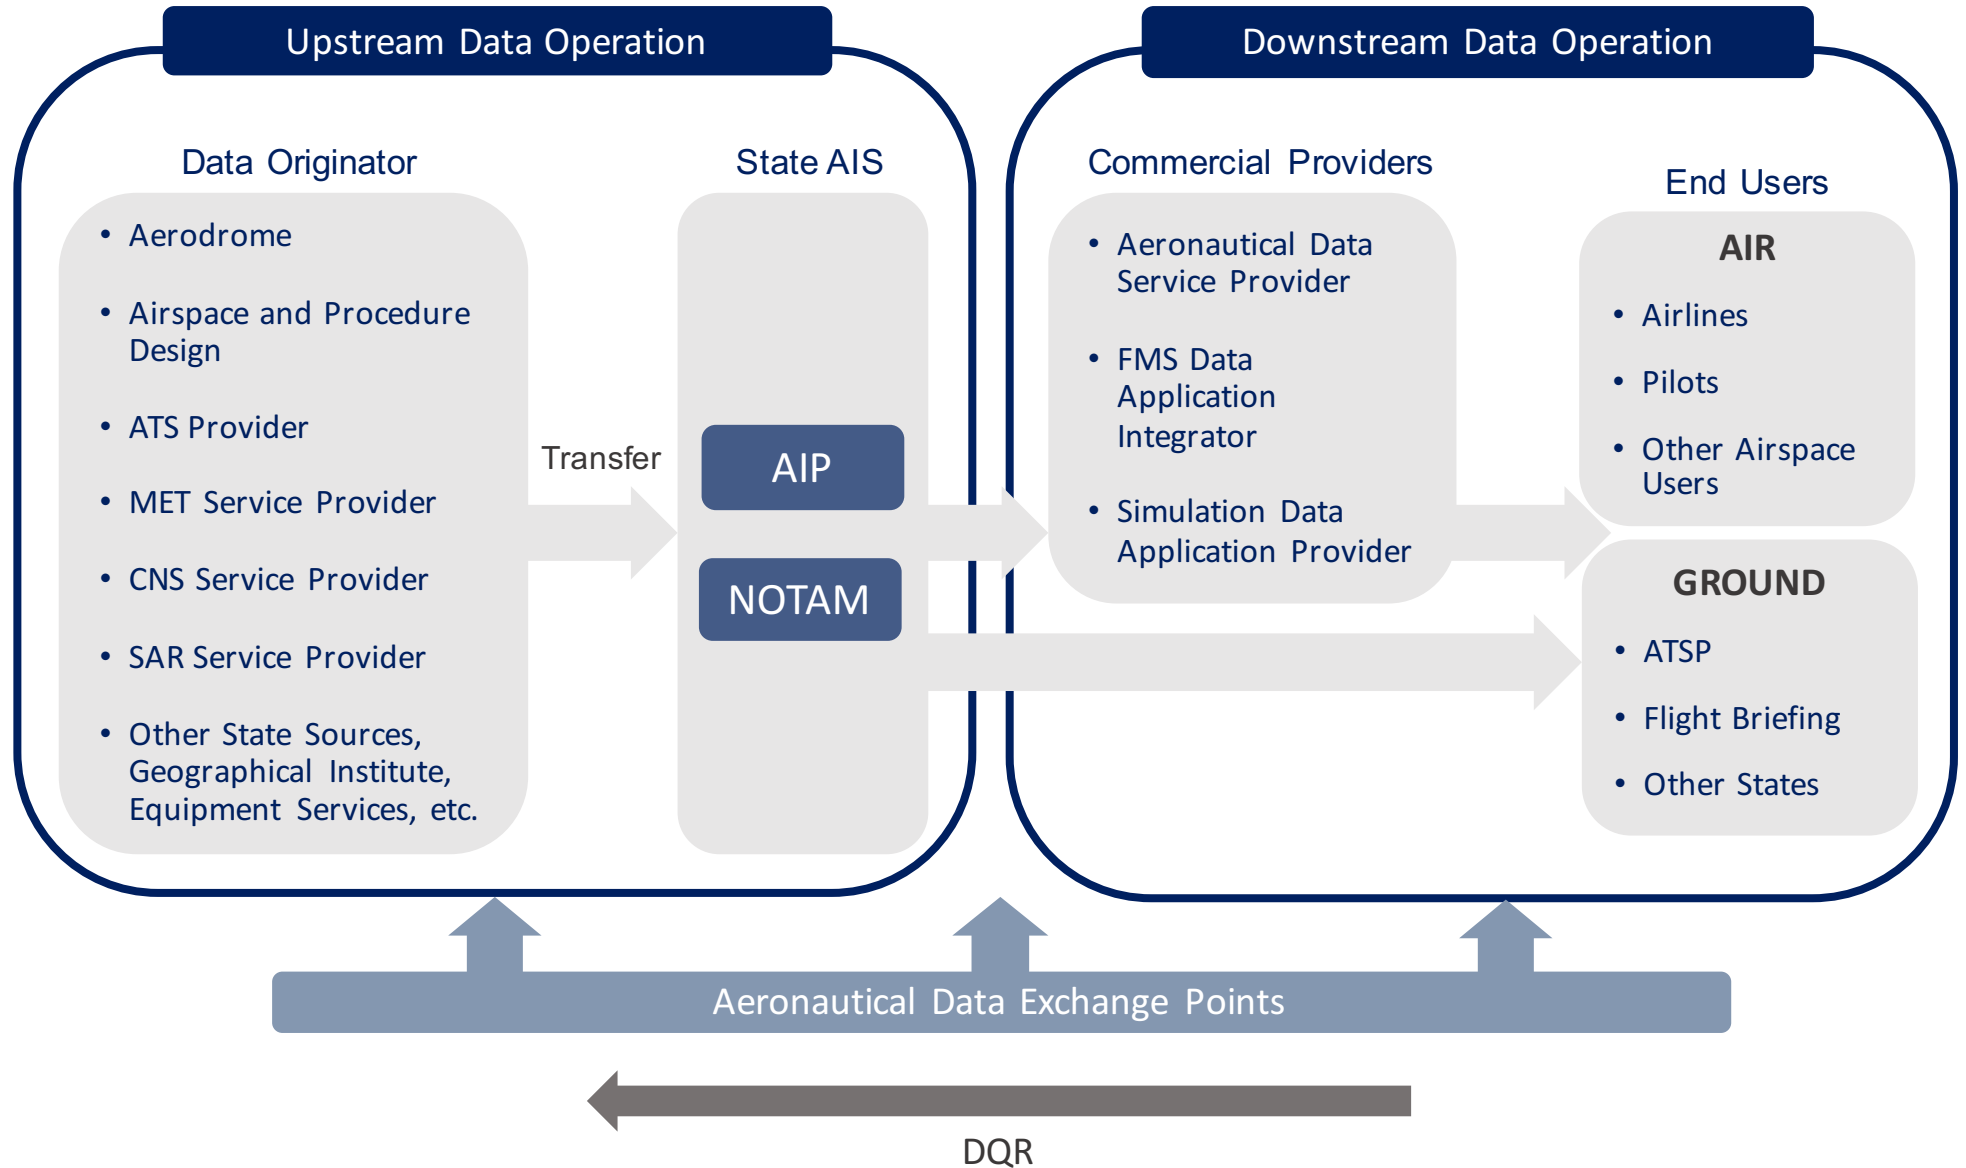 Upstream Data Operation
Downstream Data Operation
Data Originator
• Aerodrome
• Airspace and Procedure
Design
• ATS Provider
• MET Service Provider
• CNS Service Provider
• SAR Service Provider
• Other State Sources,
Geographical Institute,
Equipment Services, etc.
Transfer
State AIS
AIP
NOTAM
Commercial Providers
• Aeronautical Data
Service Provider
• FMS Data
Application
Integrator
• Simulation Data
Application Provider
End Users
AIR
• Airlines
• Pilots
• Other Airspace
Users
GROUND
• ATSP
• Flight Briefing
• Other States
Aeronautical Data Exchange Points
DQR